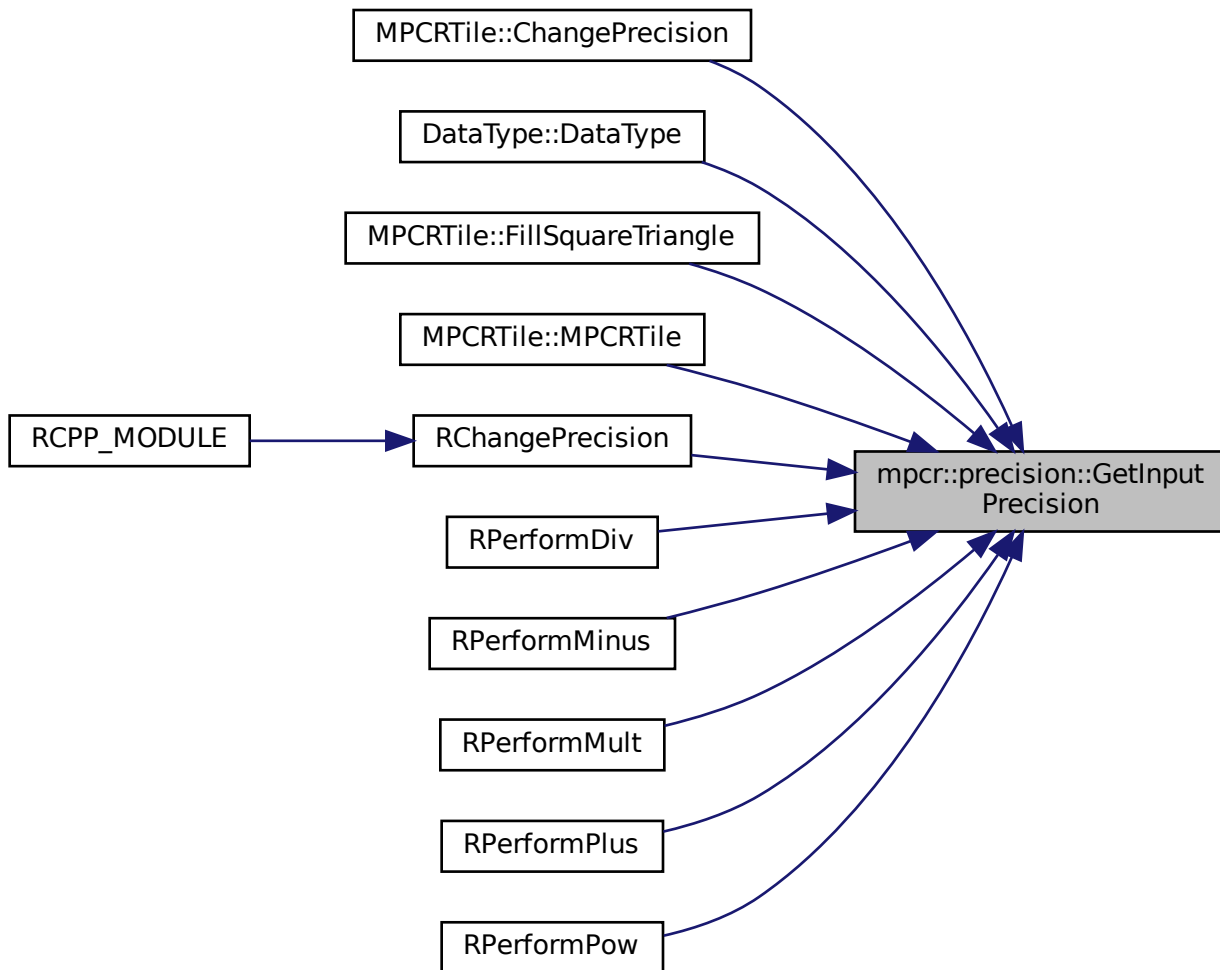 MPCRTile::ChangePrecision
DataType::DataType
MPCRTile::FillSquareTriangle
MPCRTile::MPCRTile
RCPP_MODULE
RChangePrecision
mpcr::precision::GetInput
Precision
RPerformDiv
RPerformMinus
RPerformMult
RPerformPlus
RPerformPow